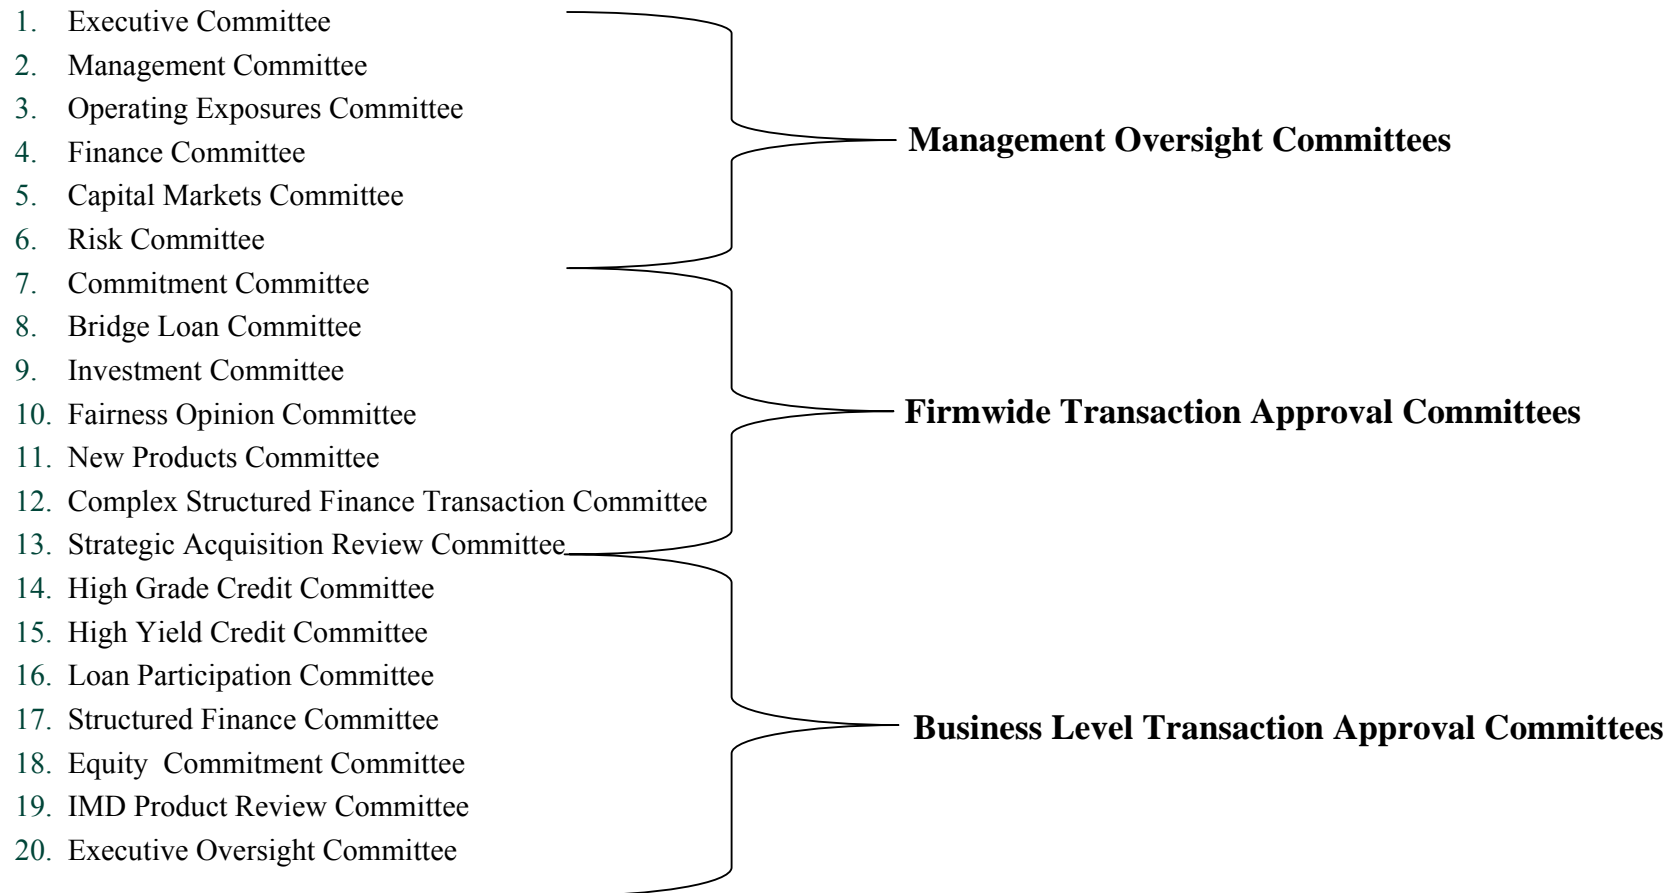 1. Executive Committee
2. Management Committee
3. Operating Exposures Committee
4. Finance Committee
5. Capital Markets Committee
6. Risk Committee
7. Commitment Committee
8. Bridge Loan Committee
9. Investment Committee
10. Fairness Opinion Committee
11. New Products Committee
12. Complex Structured Finance Transaction Committee
13. Strategic Acquisition Review Committee
14. High Grade Credit Committee
15. High Yield Credit Committee
16. Loan Participation Committee
17. Structured Finance Committee
18. Equity  Commitment Committee
19. IMD Product Review Committee
20. Executive Oversight Committee
Management Oversight Committees
Firmwide Transaction Approval Committees
Business Level Transaction Approval Committees